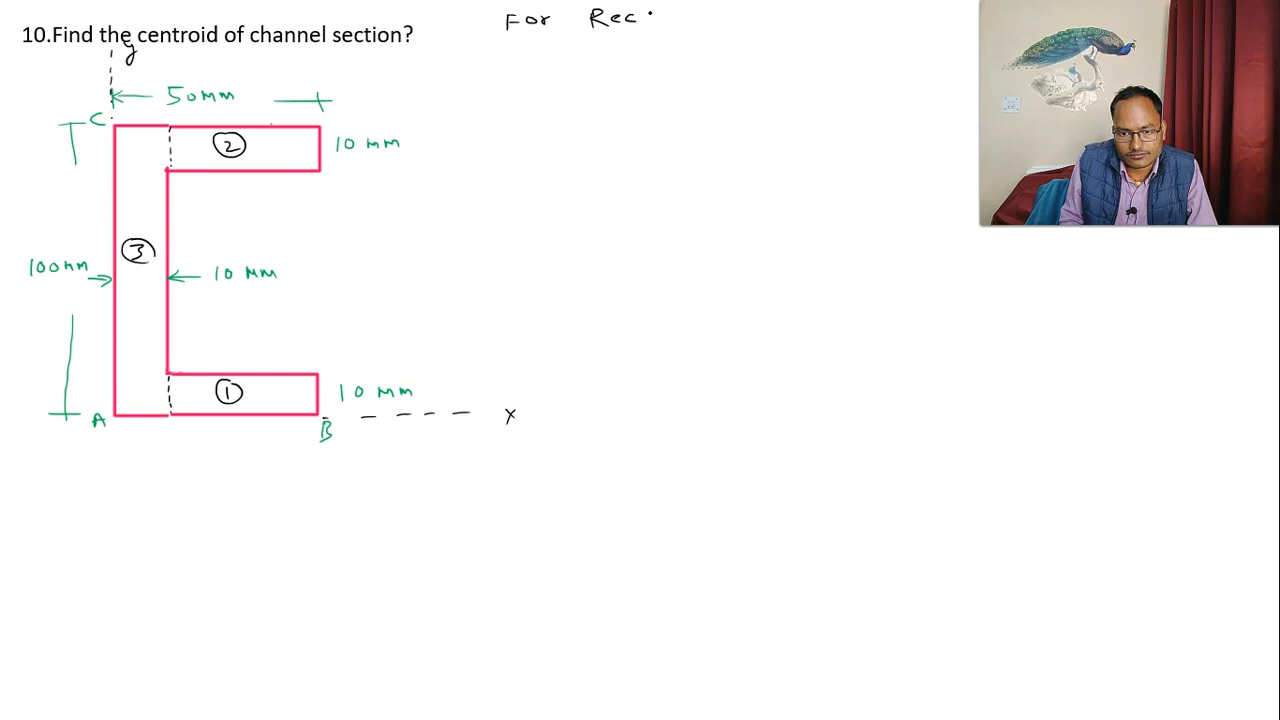 For Rec
10.Find the centroid of channel section?
y
50mm
C
2
10 mm
3
100mm
10 mm
1
10 mm
A
B
x